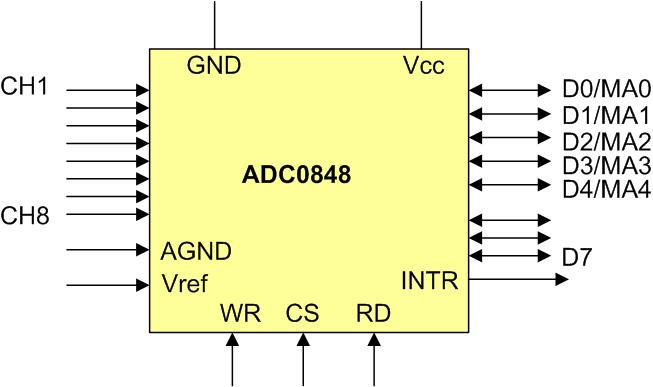 GND Vcc
CH1 D0/MA0
D1/MA1
D2/MA2
D3/MA3
ADC0848 D4/MA4
CH8
AGND D7
Vref INTR
WR CS RD